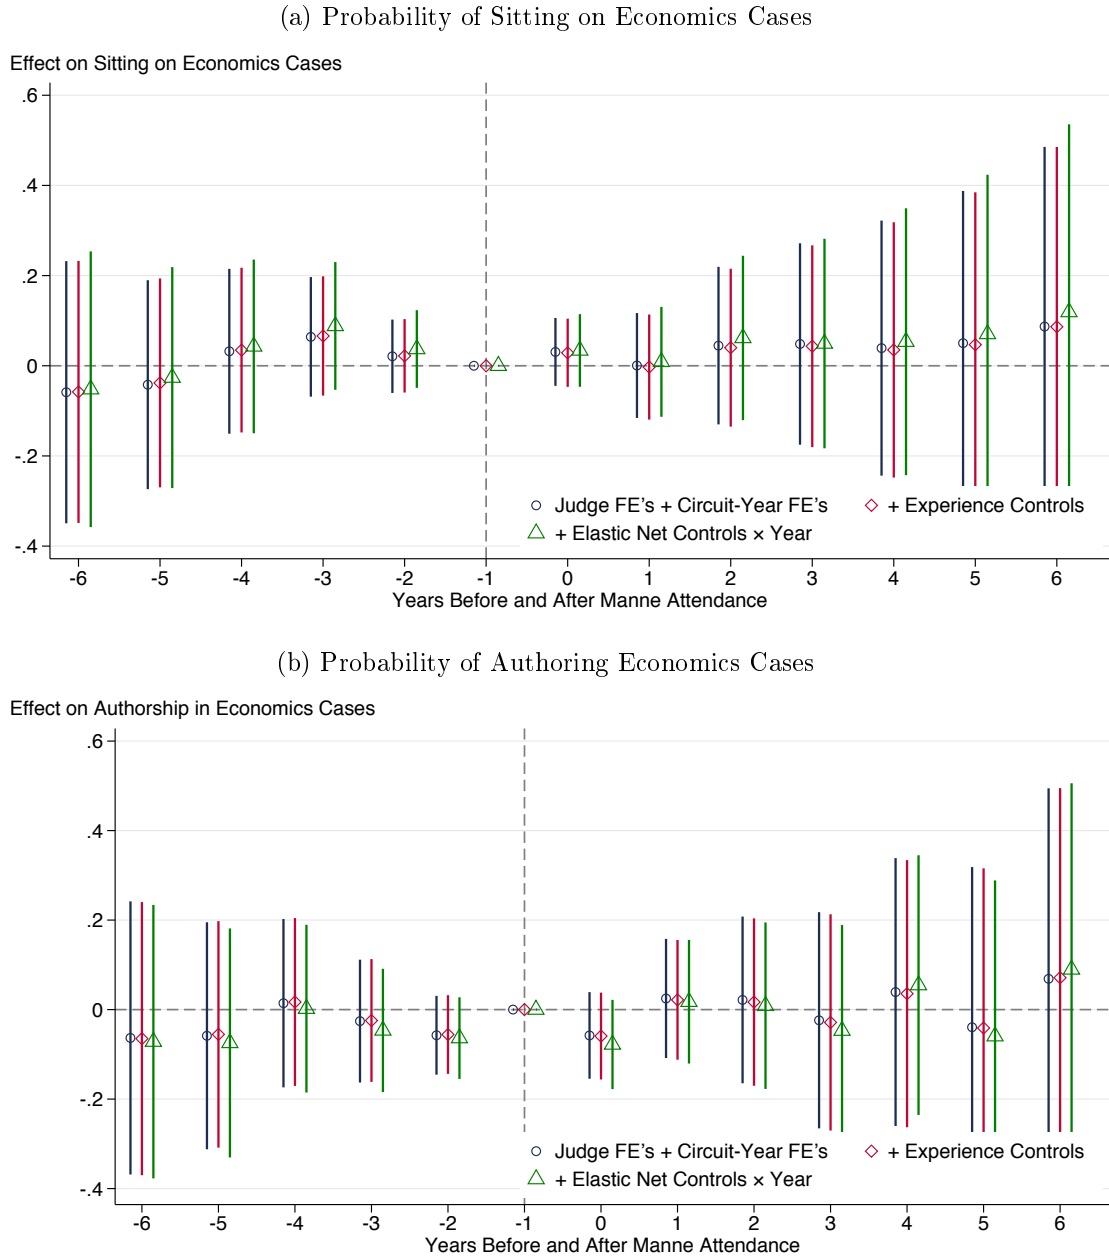 (a) Probability of Sitting on Economics Cases
Effect on Sitting on Economics Cases
.6
.4
.2
0
-.2
-.4
Judge FE's + Circuit-Year FE's + Experience Controls
+ Elastic Net Controls × Year
-6 -5 -4 -3 -2 -1 0 1 2 3 4 5 6
Years Before and After Manne Attendance
(b) Probability of Authoring Economics Cases
Effect on Authorship in Economics Cases
.6
.4
.2
0
-.2
-.4
Judge FE's + Circuit-Year FE's + Experience Controls
+ Elastic Net Controls × Year
-6 -5 -4 -3 -2 -1 0 1 2 3 4 5 6
Years Before and After Manne Attendance